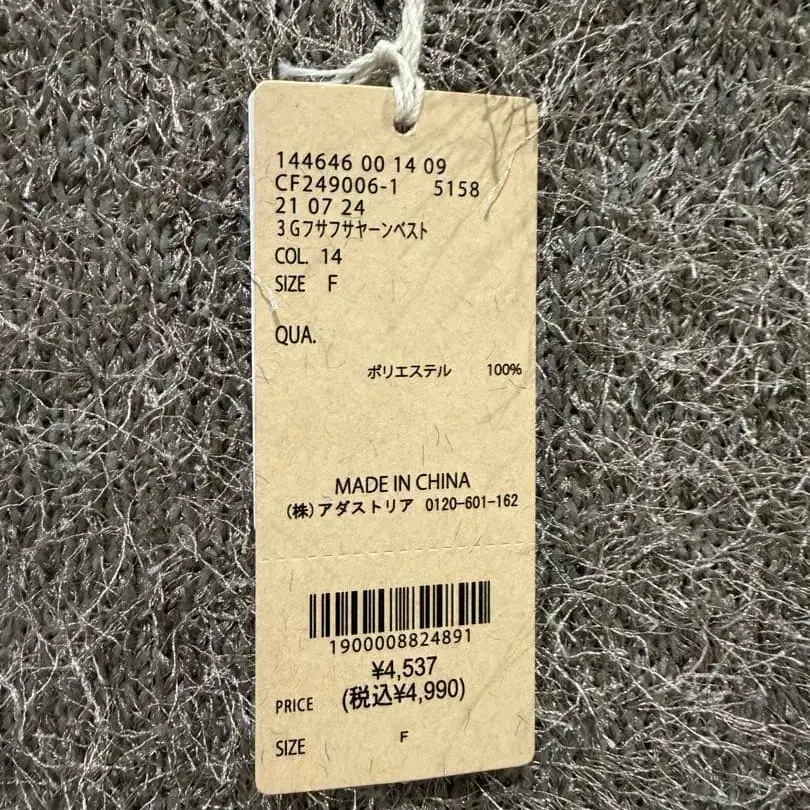 144646 00 14 09
CF249006-1 5158
21 07 24
3Gフサフサヤーンベスト
COL. 14
SIZE F
QUA.
ポリエステル 100%
MADE IN CHINA
(株)アダストリア 0120-601-162
1900008824891
¥4,537
PRICE (税込¥4,990)
SIZE F